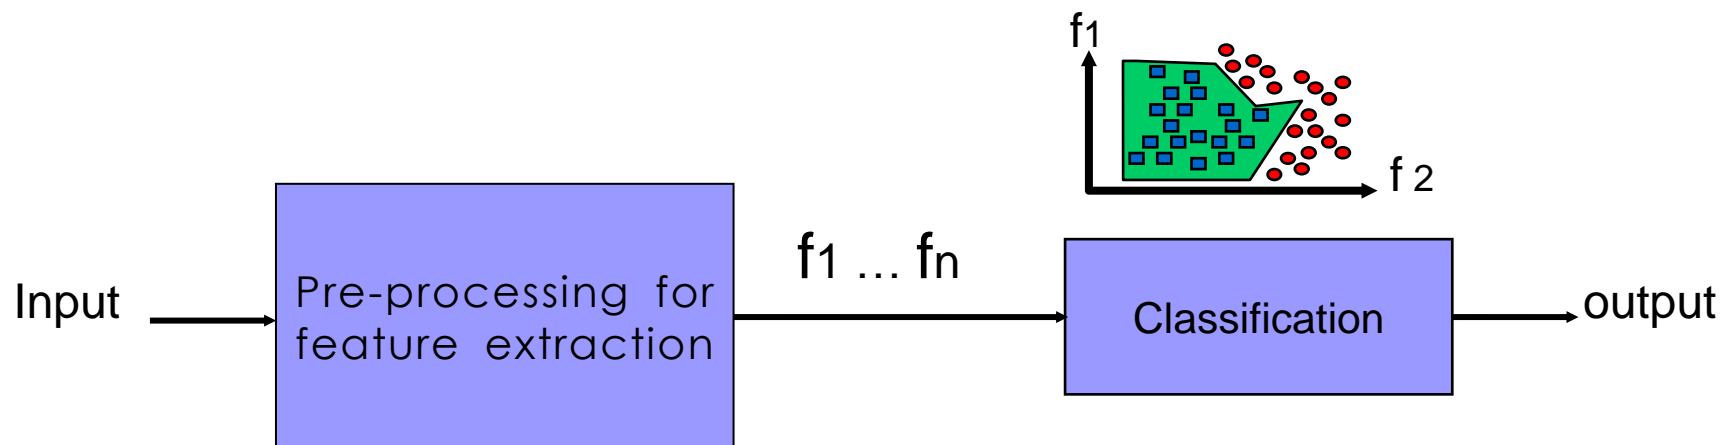 f1
f 2
Input
Pre-processing for
feature extraction
f1 ... fn
Classification
output